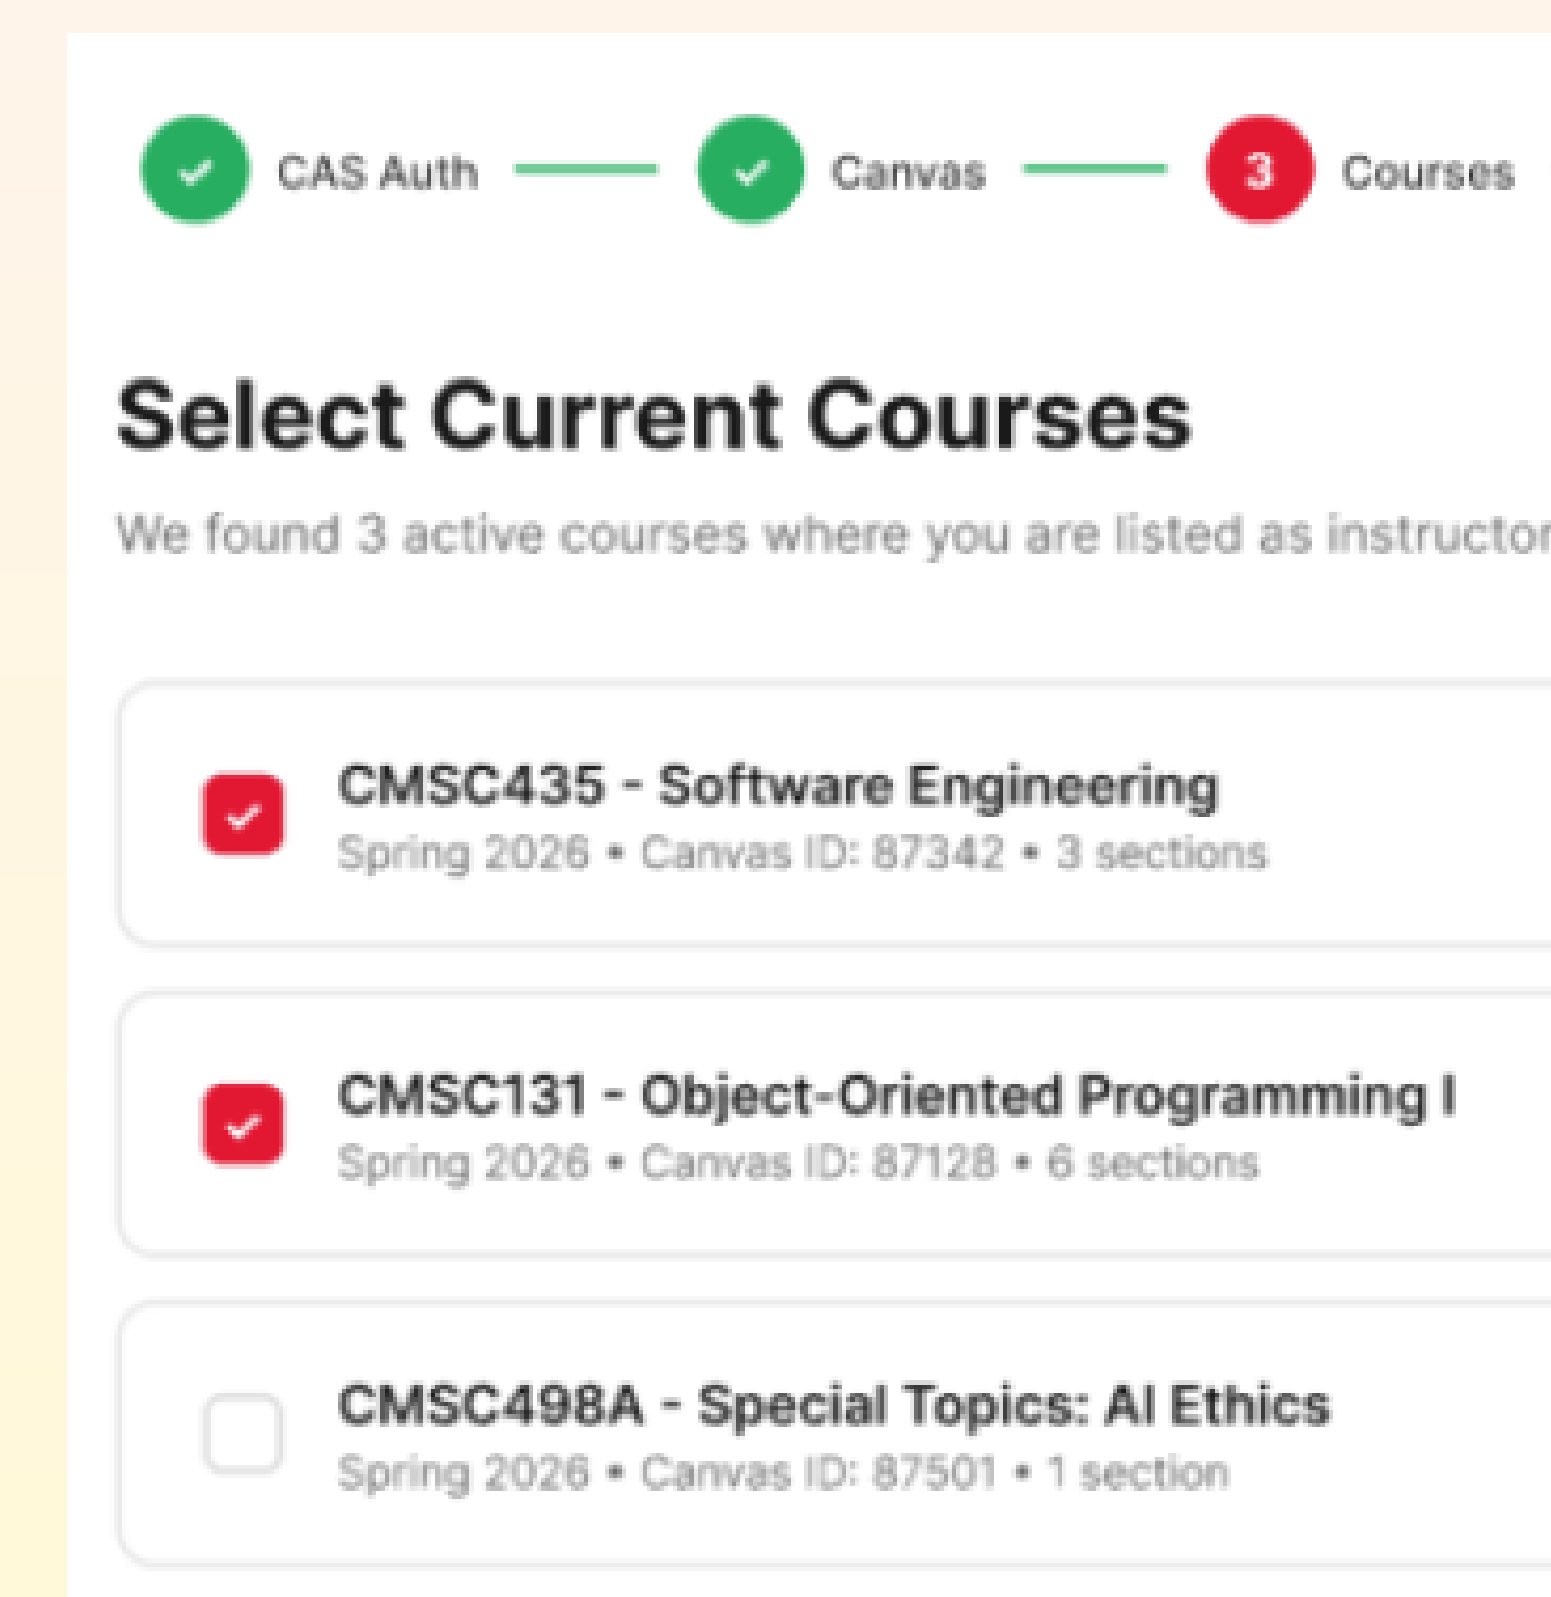 CAS Auth Canvas 3 Courses
Select Current Courses
We found 3 active courses where you are listed as instructor
CMSC435 - Software Engineering
Spring 2026 • Canvas ID: 87342 • 3 sections
CMSC131 - Object-Oriented Programming I
Spring 2026 • Canvas ID: 87128 • 6 sections
CMSC498A - Special Topics: AI Ethics
Spring 2026 • Canvas ID: 87501 • 1 section